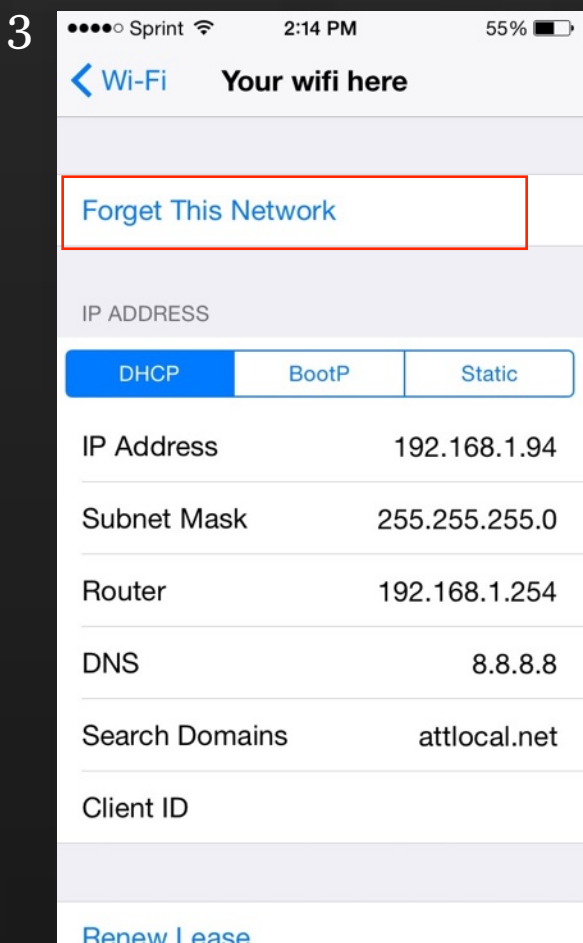 3
Sprint 2:14 PM 55%
Wi-Fi Your wifi here
Forget This Network
IP ADDRESS
DHCP BootP Static
IP Address 192.168.1.94
Subnet Mask 255.255.255.0
Router 192.168.1.254
DNS 8.8.8.8
Search Domains attlocal.net
Client ID
Renew Lease